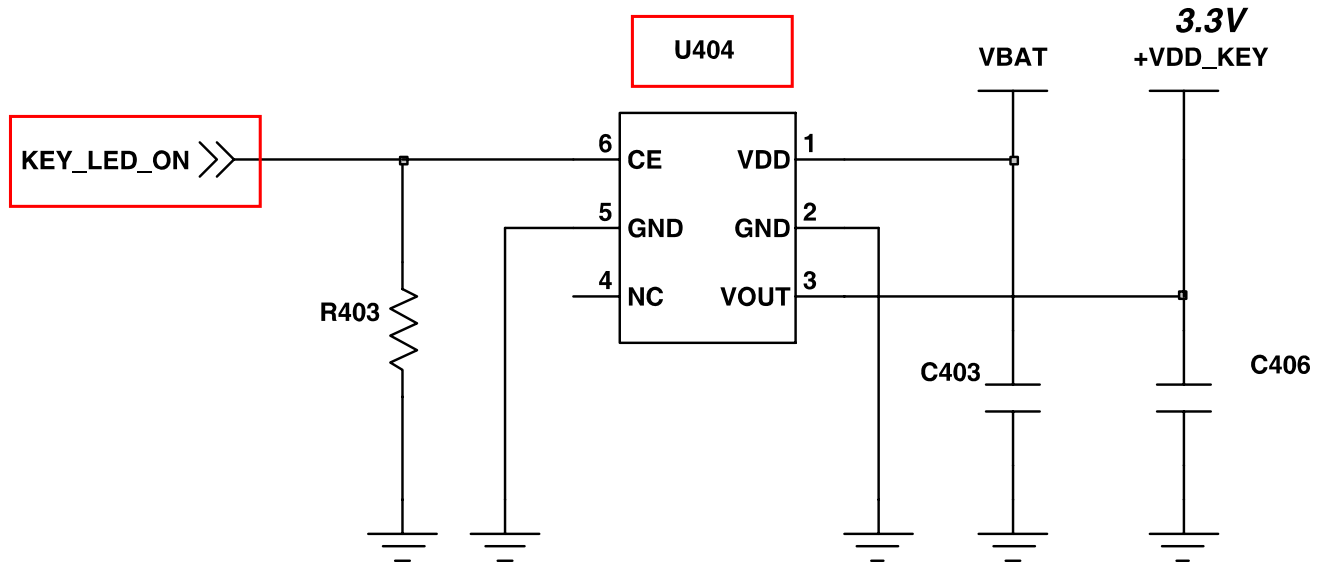 3.3V
U404
VBAT
+VDD_KEY
KEY_LED_ON
6
CE
VDD
1
5
GND
GND
2
4
NC
VOUT
3
R403
C403
C406